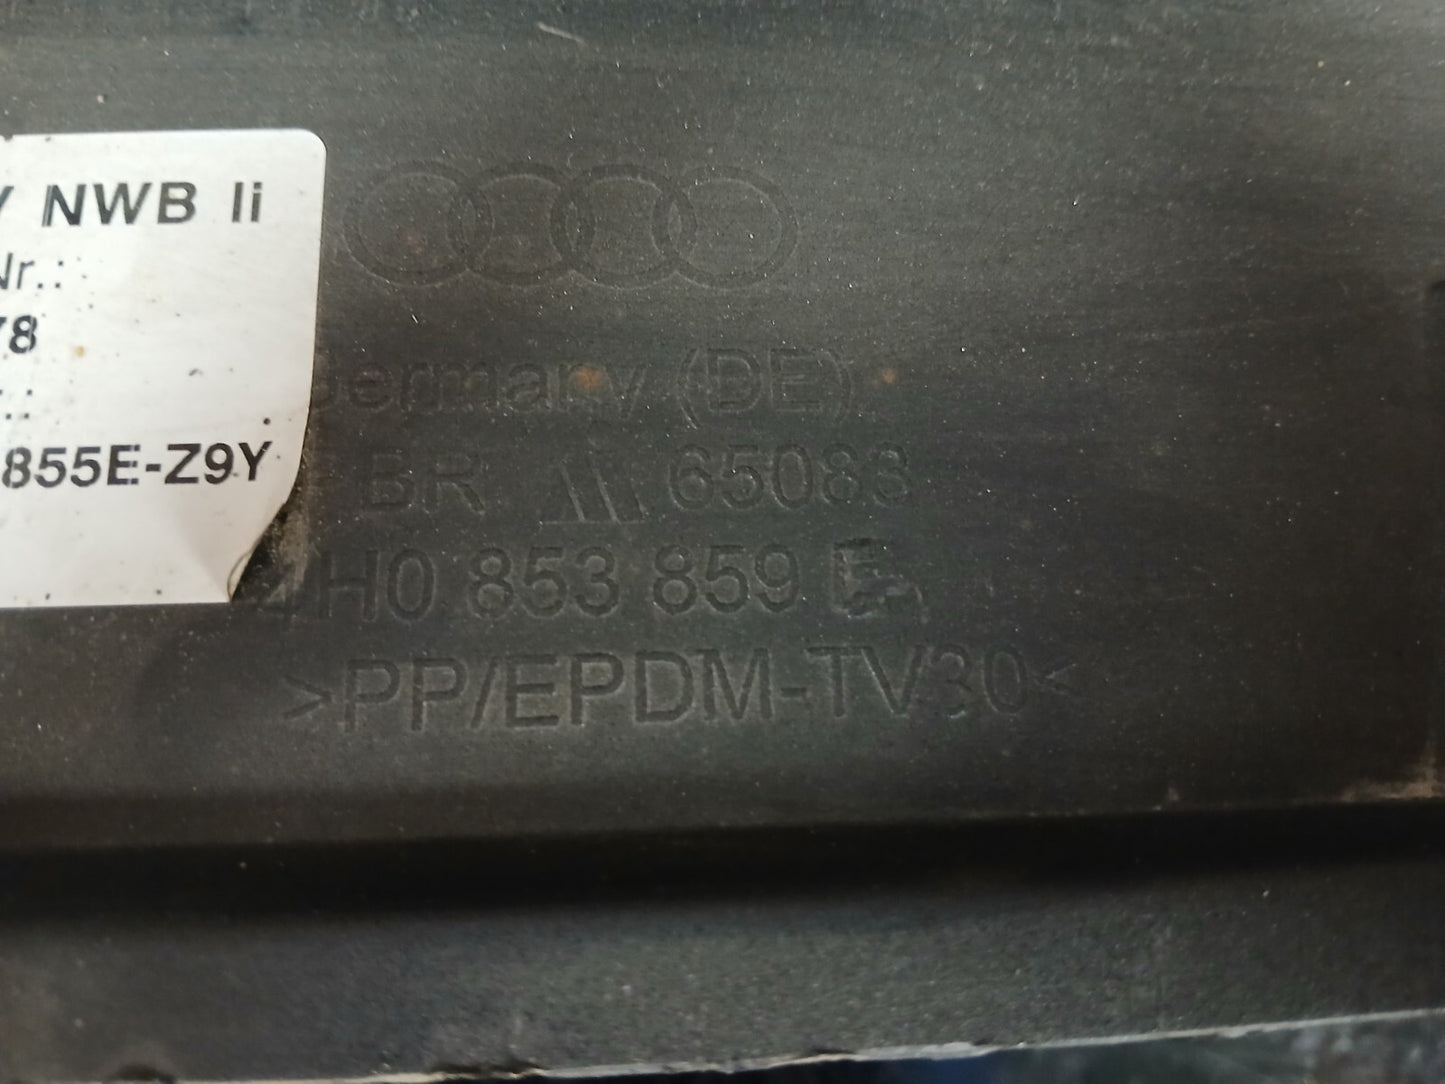 NWB li
Nr.:
78
855E-Z9Y
Germany (DE)
BR 65083
4H0 853 859 E
>PP/EPDM-TV30<